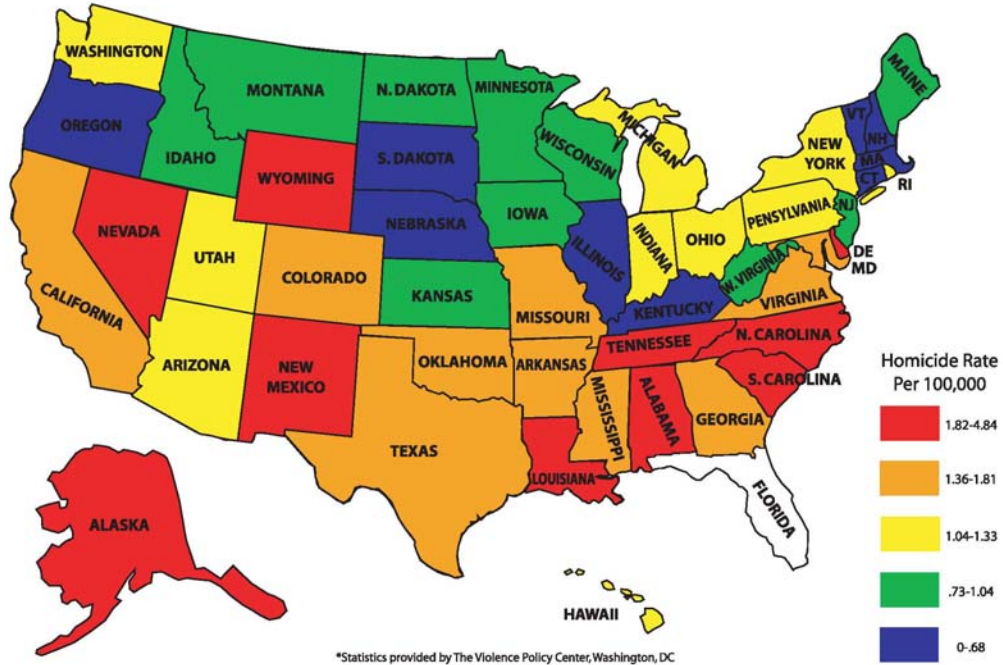 WASHINGTON
OREGON
IDAHO
MONTANA
N. DAKOTA
MINNESOTA
WISCONSIN
MICHIGAN
NEW
YORK
VT
NH
MA
CT
RI
MAINE
WYOMING
S. DAKOTA
NEBRASKA
IOWA
ILLINOIS
INDIANA
OHIO
PENSYLVANIA
NJ
DE
MD
W. VIRGINIA
VIRGINIA
NEVADA
UTAH
COLORADO
KANSAS
MISSOURI
KENTUCKY
CALIFORNIA
ARIZONA
NEW
MEXICO
OKLAHOMA
ARKANSAS
TENNESSEE
N. CAROLINA
S. CAROLINA
TEXAS
LOUISIANA
MISSISSIPPI
ALABAMA
GEORGIA
FLORIDA
ALASKA
HAWAII
Homicide Rate
Per 100,000
1.82-4.84
1.36-1.81
1.04-1.33
.73-1.04
0-.68
*Statistics provided by The Violence Policy Center, Washington, DC